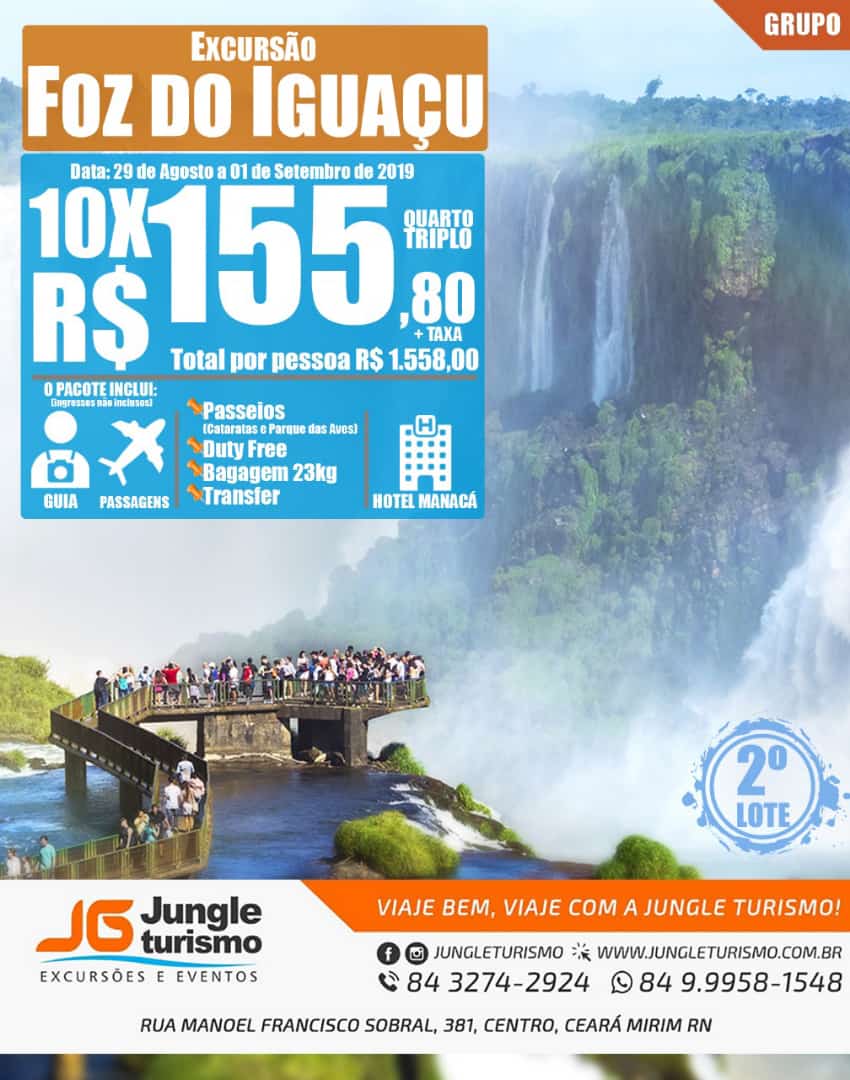 GRUPO
EXCURSÃO
FOZ DO IGUAÇU
Data: 29 de Agosto a 01 de Setembro de 2019
10X
R$
155
,80
QUARTO
TRIPLO
+ TAXA
Total por pessoa R$ 1.558,00
O PACOTE INCLUI:
(ingressos não inclusos)
GUIA
PASSAGENS
Passeios
(Cataratas e Parque das Aves)
Duty Free
Bagagem 23kg
Transfer
H
HOTEL MANACÁ
2º
LOTE
JG Jungle
turismo
EXCURSÕES E EVENTOS
VIAJE BEM, VIAJE COM A JUNGLE TURISMO!
JUNGLETURISMO WWW.JUNGLETURISMO.COM.BR
84 3274-2924 84 9.9958-1548
RUA MANOEL FRANCISCO SOBRAL, 381, CENTRO, CEARÁ MIRIM RN